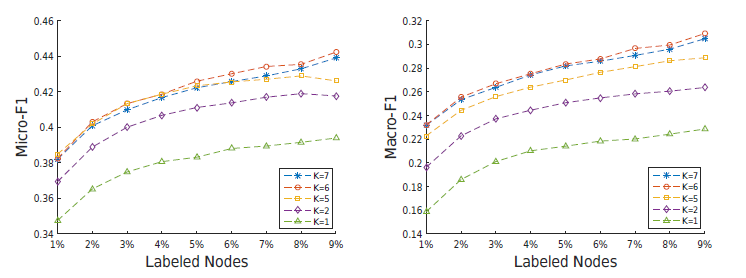 0.46
0.44
0.42
0.4
0.38
0.36
0.34
Micro-F1
1% 2% 3% 4% 5% 6% 7% 8% 9%
Labeled Nodes
K=7
K=6
K=5
K=2
K=1
0.32
0.3
0.28
0.26
0.24
0.22
0.2
0.18
0.16
0.14
Macro-F1
1% 2% 3% 4% 5% 6% 7% 8% 9%
Labeled Nodes
K=7
K=6
K=5
K=2
K=1